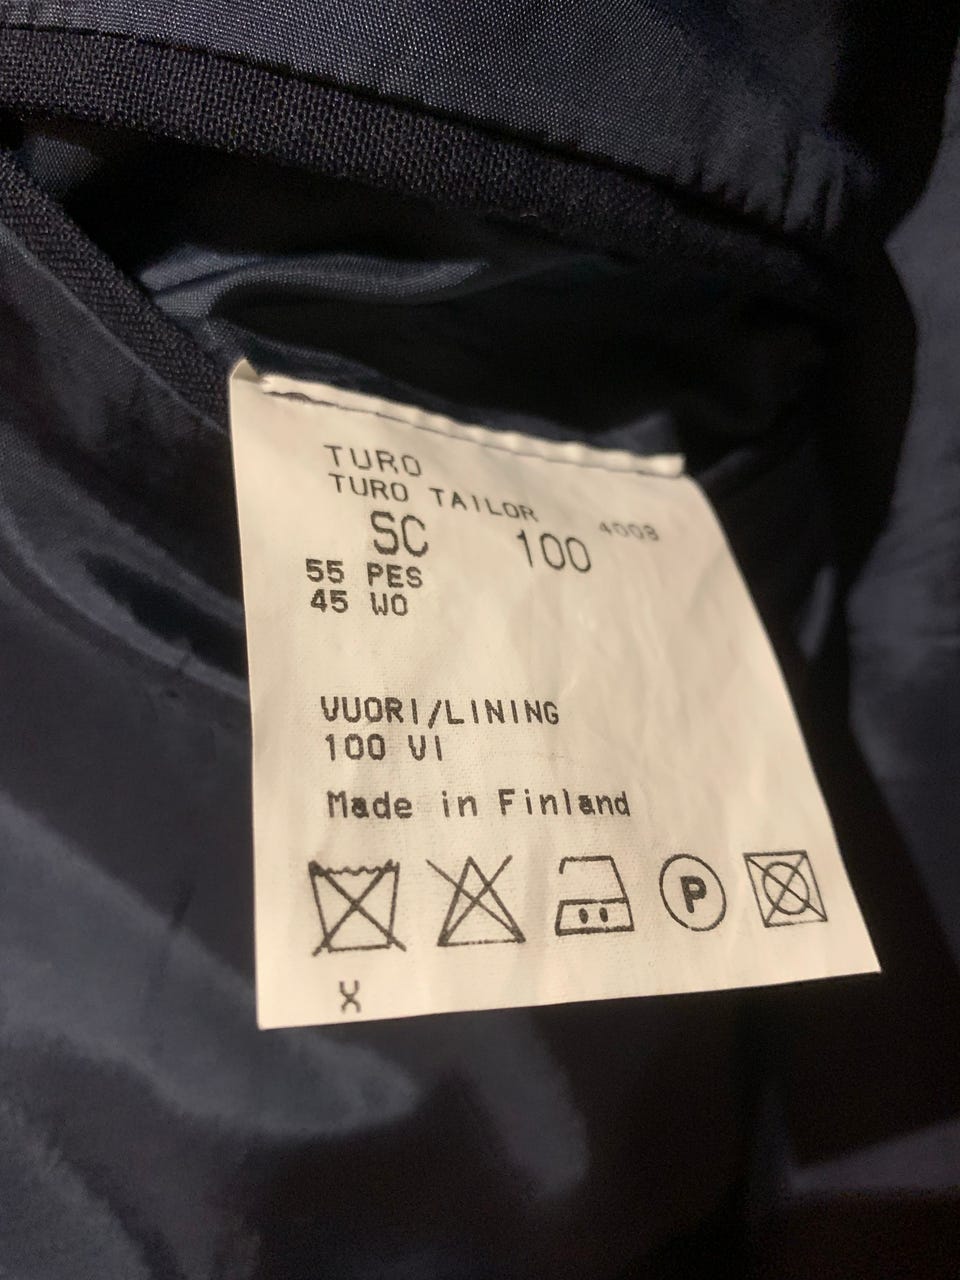 TURO
TURO TAILOR 4008
SC 100
55 PES
45 WO
VUORI/LINING
100 VI
Made in Finland
P
X